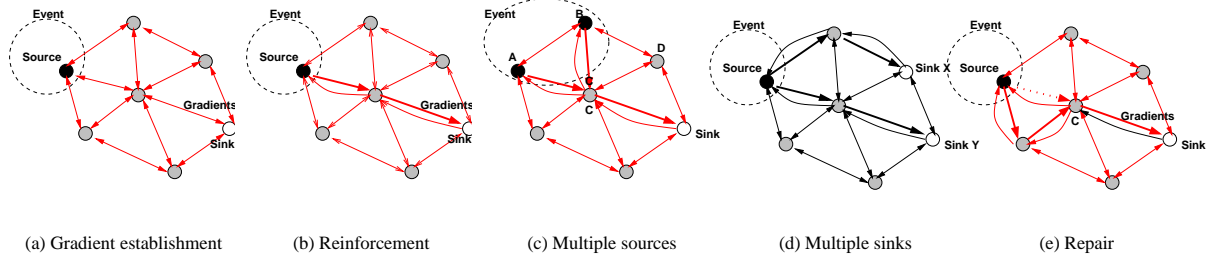 Event
Source
Gradients
Sink
(a) Gradient establishment
Event
Source
Gradients
Sink
(b) Reinforcement
Event
B
A
D
C
C
Sink
(c) Multiple sources
Event
Source
Sink X
Sink Y
(d) Multiple sinks
Event
Source
C
Gradients
Sink
(e) Repair